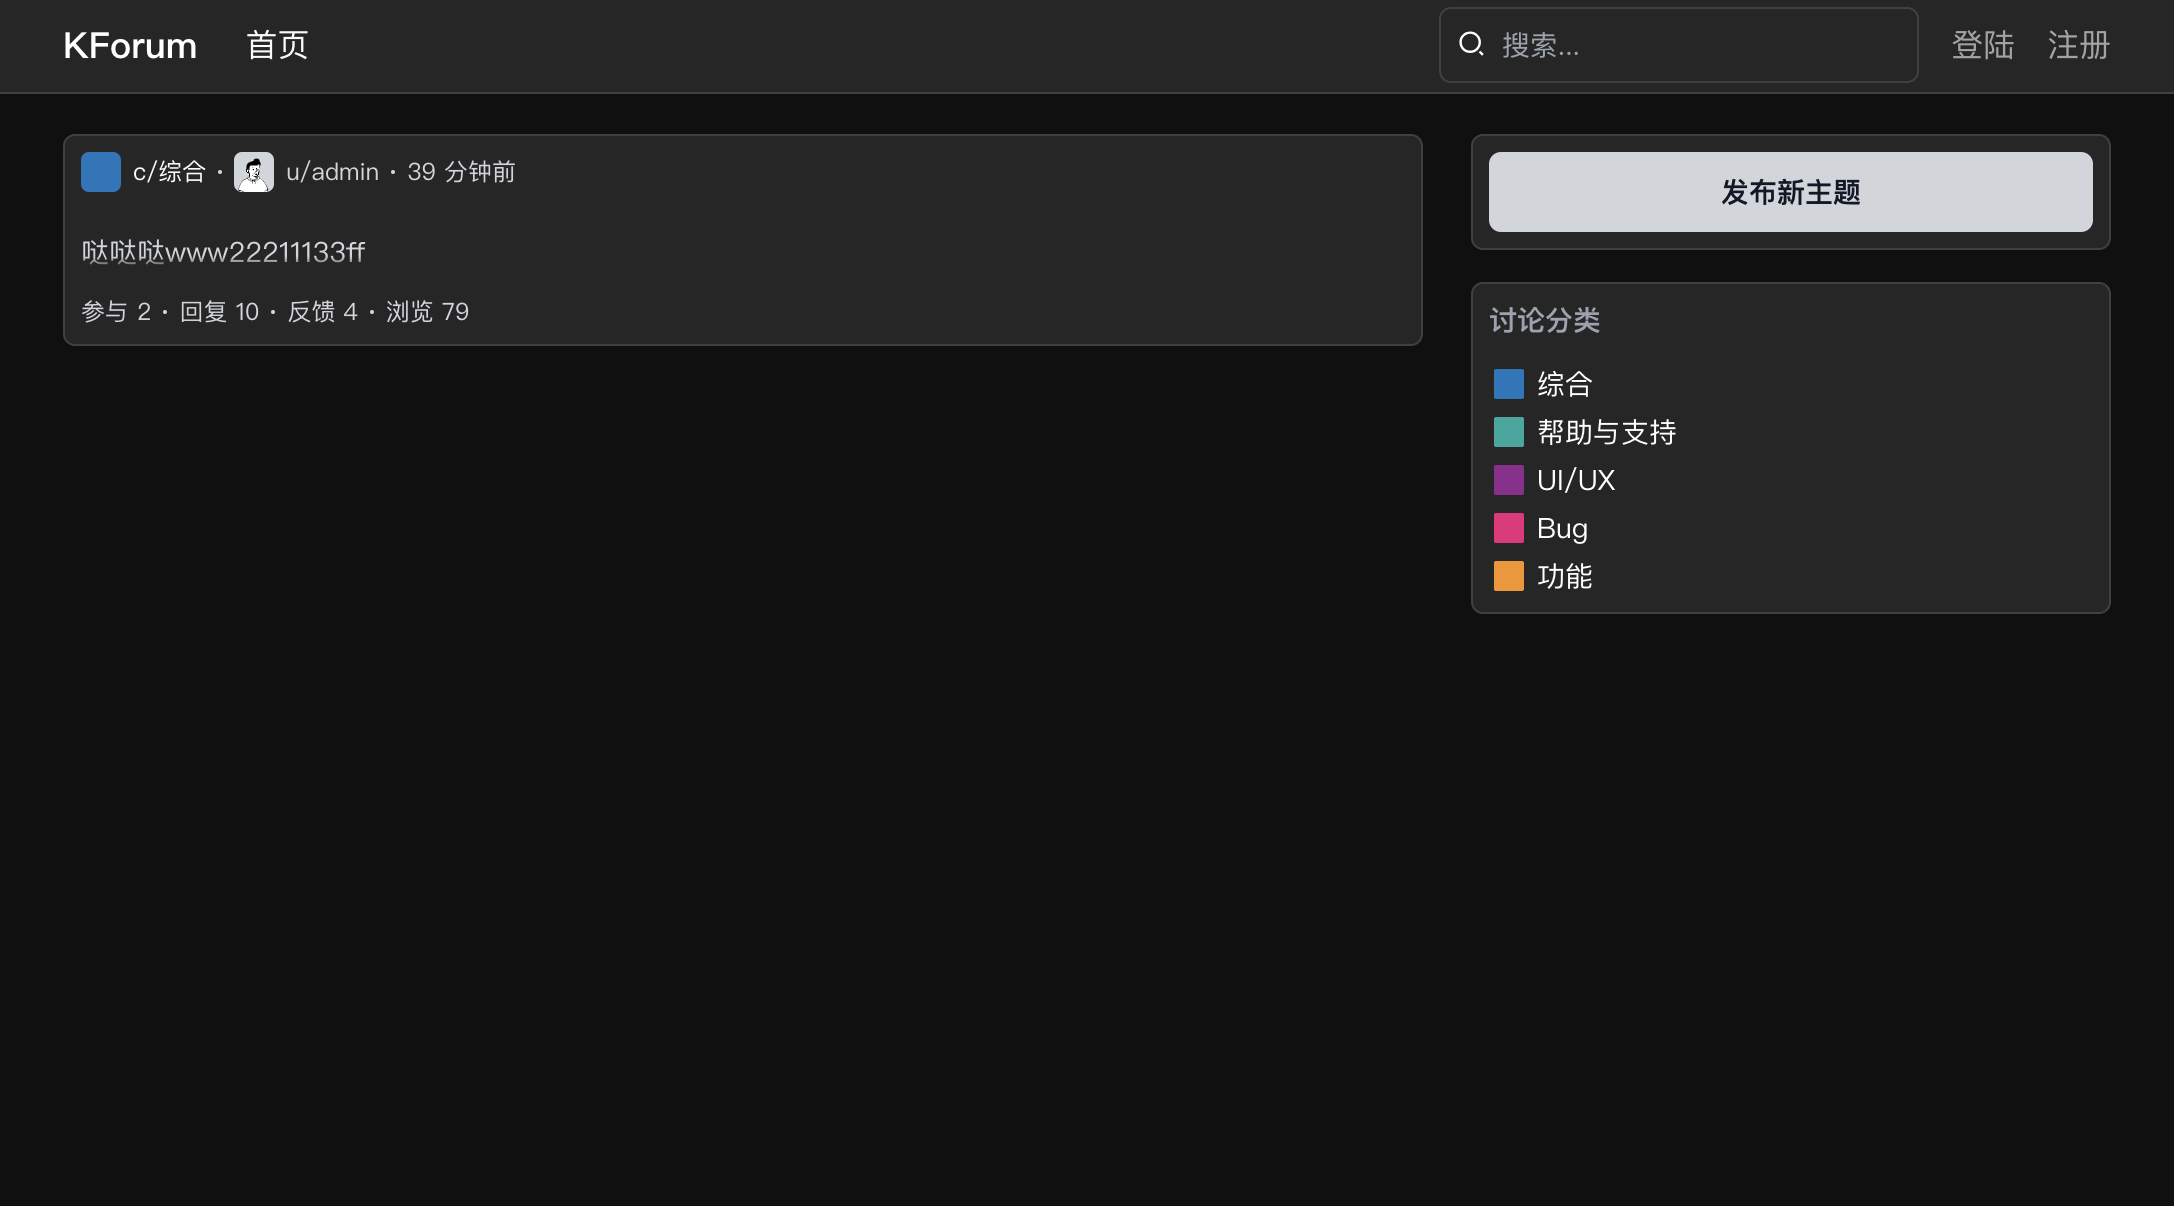 KForum 首页 搜索... 登陆 注册
c/综合 · u/admin · 39 分钟前
哒哒哒www22211133ff
参与 2 · 回复 10 · 反馈 4 · 浏览 79
发布新主题
讨论分类
综合
帮助与支持
UI/UX
Bug
功能